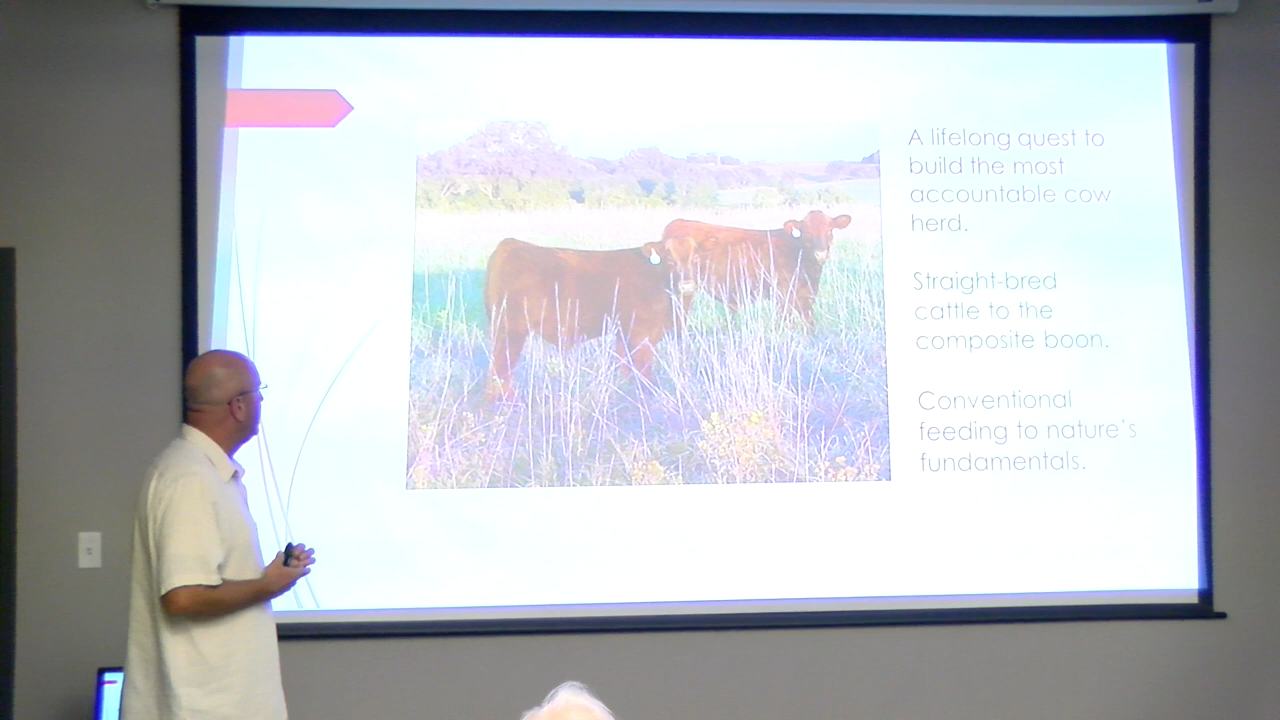 A lifelong quest to
build the most
accountable cow
herd.
Straight-bred
cattle to the
composite boon.
Conventional
feeding to nature's
fundamentals.